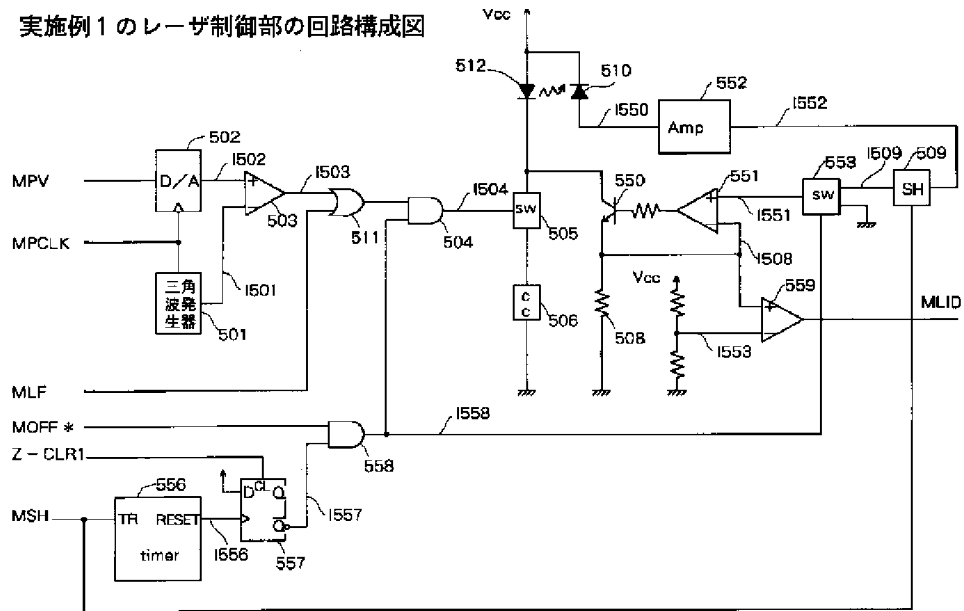 実施例1のレーザ制御部の回路構成図
Vcc
512
510
552
l550
l552
Amp
502
l502
MPV
D/A
l503
503
511
l504
504
sw
505
550
551
l551
553
sw
l509
509
SH
MPCLK
l501
三角
波発
生器
501
c
c
506
508
Vcc
l508
559
MLID
l553
MLF
MOFF*
558
l558
Z-CLR1
556
D
CL
Q
Q
l557
557
MSH
TR
RESET
l556
timer